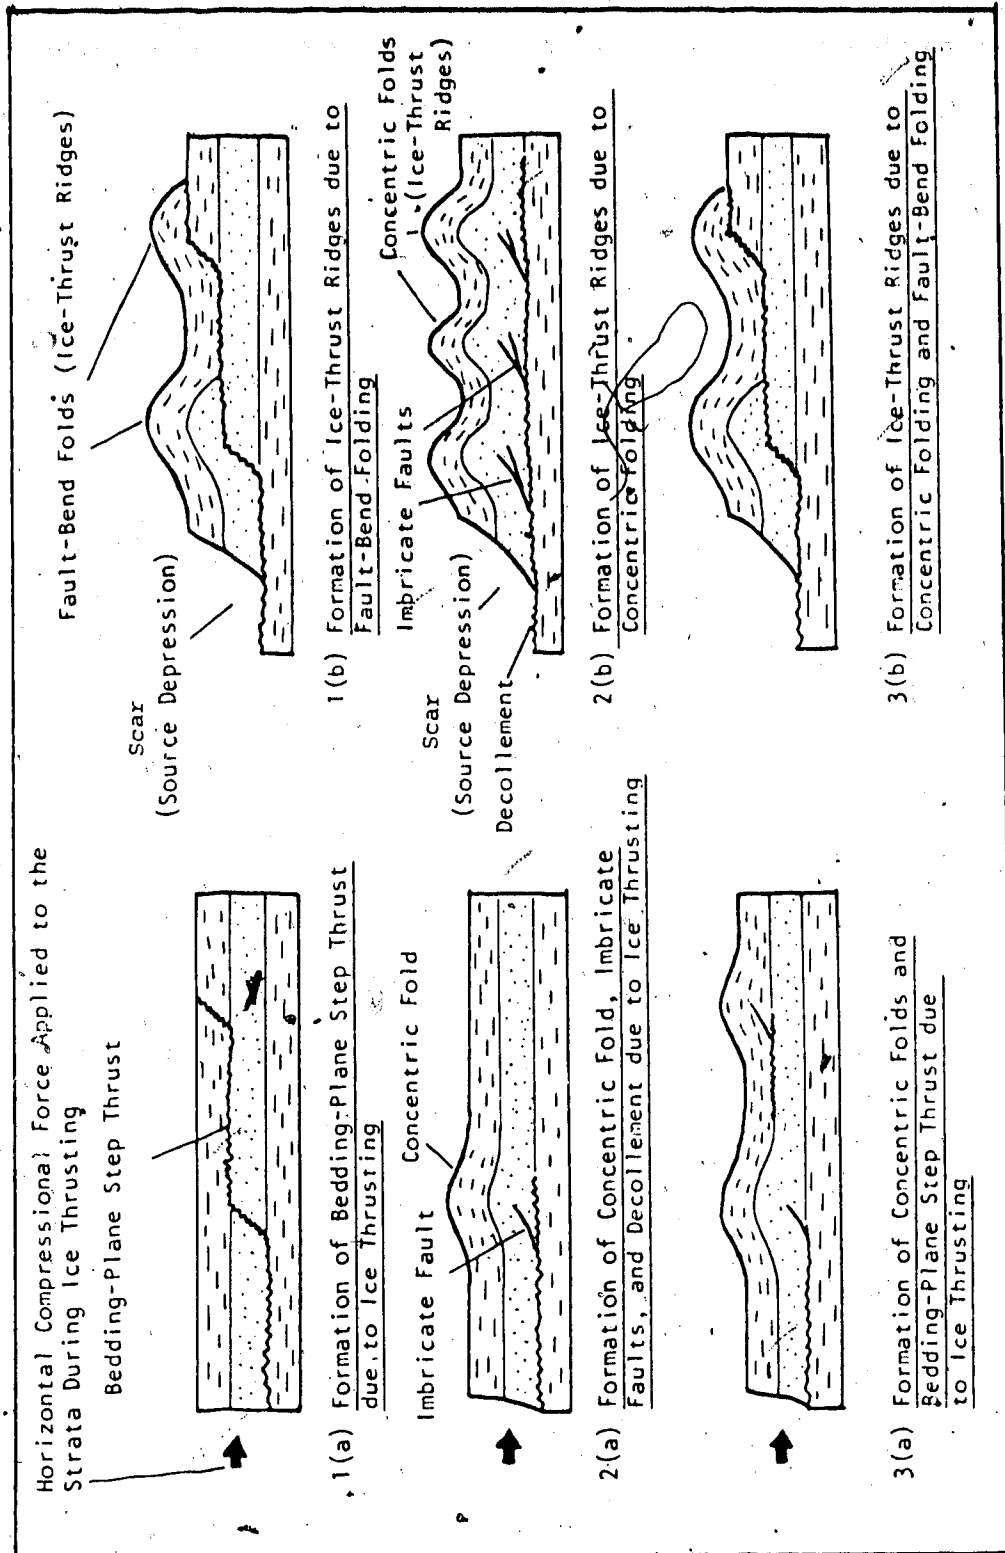 Horizontal Compressional Force Applied to the
Strata During Ice Thrusting
Bedding-Plane Step Thrust
1(a) Formation of Bedding-Plane Step Thrust
due to Ice Thrusting
Fault-Bend Folds (Ice-Thrust Ridges)
Scar
(Source Depression)
1(b) Formation of Ice-Thrust Ridges due to
Fault-Bend Folding
Imbricate Fault
Concentric Fold
2(a) Formation of Concentric Fold, Imbricate
Faults, and Decollement due to Ice Thrusting
Scar
(Source Depression)
Decollement
Imbricate Faults
Concentric Folds
(Ice-Thrust
Ridges)
2(b) Formation of Ice-Thrust Ridges due to
Concentric Folding
3(a) Formation of Concentric Folds and
Bedding-Plane Step Thrust due
to Ice Thrusting
3(b) Formation of Ice-Thrust Ridges due to
Concentric Folding and Fault-Bend Folding